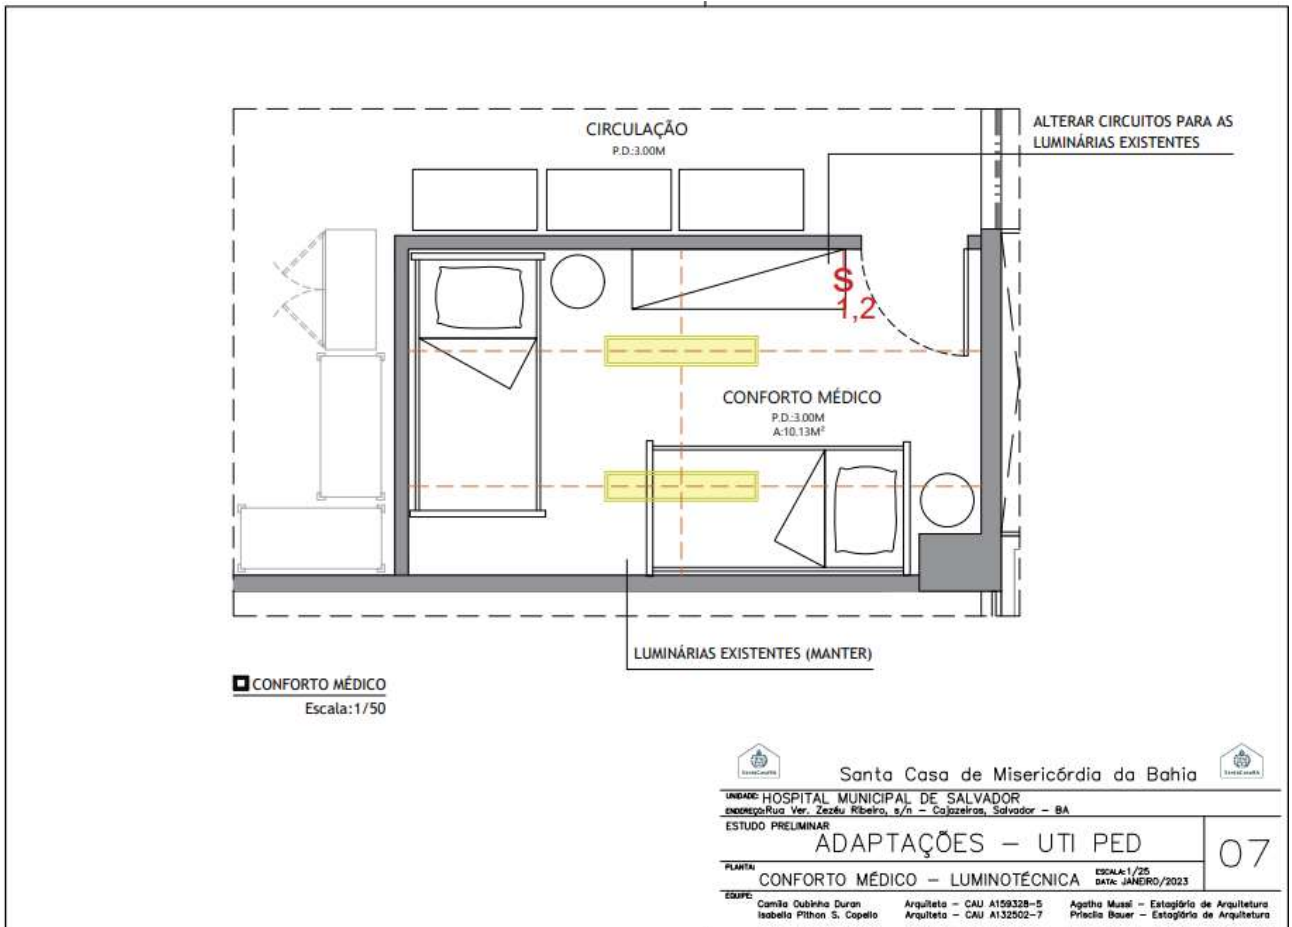 CIRCULAÇÃO
P.D.:3.00M
ALTERAR CIRCUITOS PARA AS
LUMINÁRIAS EXISTENTES
S
1,2
CONFORTO MÉDICO
P.D.:3.00M
A:10.13M²
LUMINÁRIAS EXISTENTES (MANTER)
CONFORTO MÉDICO
Escala:1/50
Santa Casa de Misericórdia da Bahia
UNIDADE: HOSPITAL MUNICIPAL DE SALVADOR
ENDEREÇO: Rua Ver. Zezéu Ribeiro, s/n - Cajazeiras, Salvador - BA
ESTUDO PRELIMINAR
ADAPTAÇÕES - UTI PED
07
PLANTA:
CONFORTO MÉDICO - LUMINOTÉCNICA
ESCALA: 1/25
DATA: JANEIRO/2023
EQUIPE:
Camila Oubinha Duran Arquiteta - CAU A159328-5 Agatha Mussi - Estagiária de Arquitetura
Isabella Pithon S. Capello Arquiteta - CAU A132502-7 Priscila Bauer - Estagiária de Arquitetura